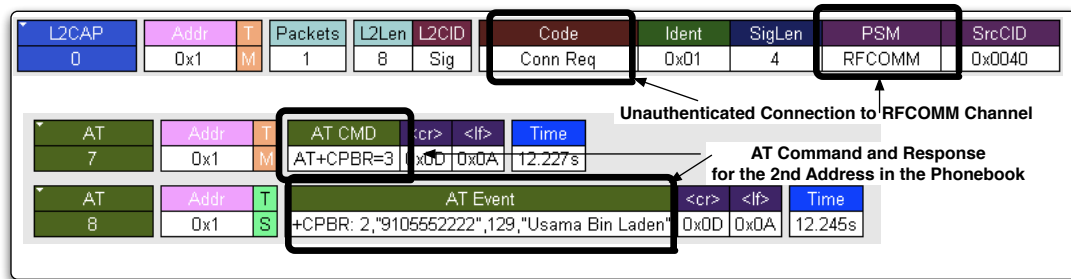 L2CAP Addr T Packets L2Len L2CID Code Ident SigLen PSM SrcCID
0 0x1 M 1 8 Sig Conn Req 0x01 4 RFCOMM 0x0040
Unauthenticated Connection to RFCOMM Channel
AT Addr T AT CMD <cr> <lf> Time
7 0x1 M AT+CPBR=3 0x0D 0x0A 12.227s
AT Command and Response
for the 2nd Address in the Phonebook
AT Addr T AT Event <cr> <lf> Time
8 0x1 S +CPBR: 2,"9105552222",129,"Usama Bin Laden" 0x0D 0x0A 12.245s